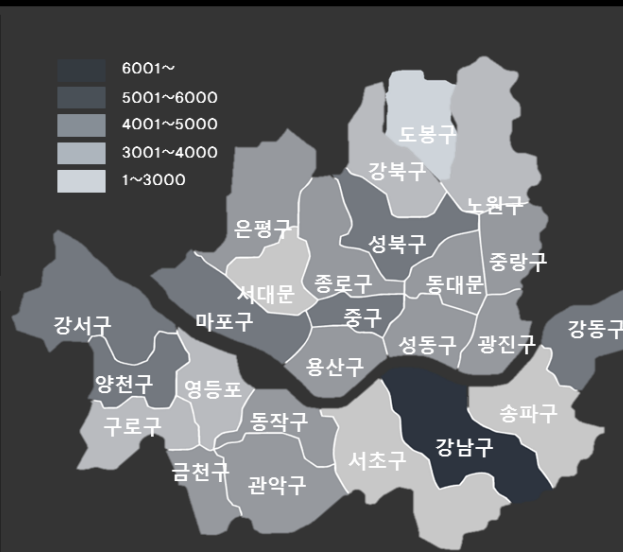 6001~
5001~6000
4001~5000
3001~4000
1~3000
도봉구
강북구
노원구
은평구
성북구
중랑구
서대문
종로구
동대문
강서구
마포구
중구
강동구
성동구
광진구
용산구
양천구
영등포
구로구
동작구
송파구
서초구
강남구
금천구
관악구